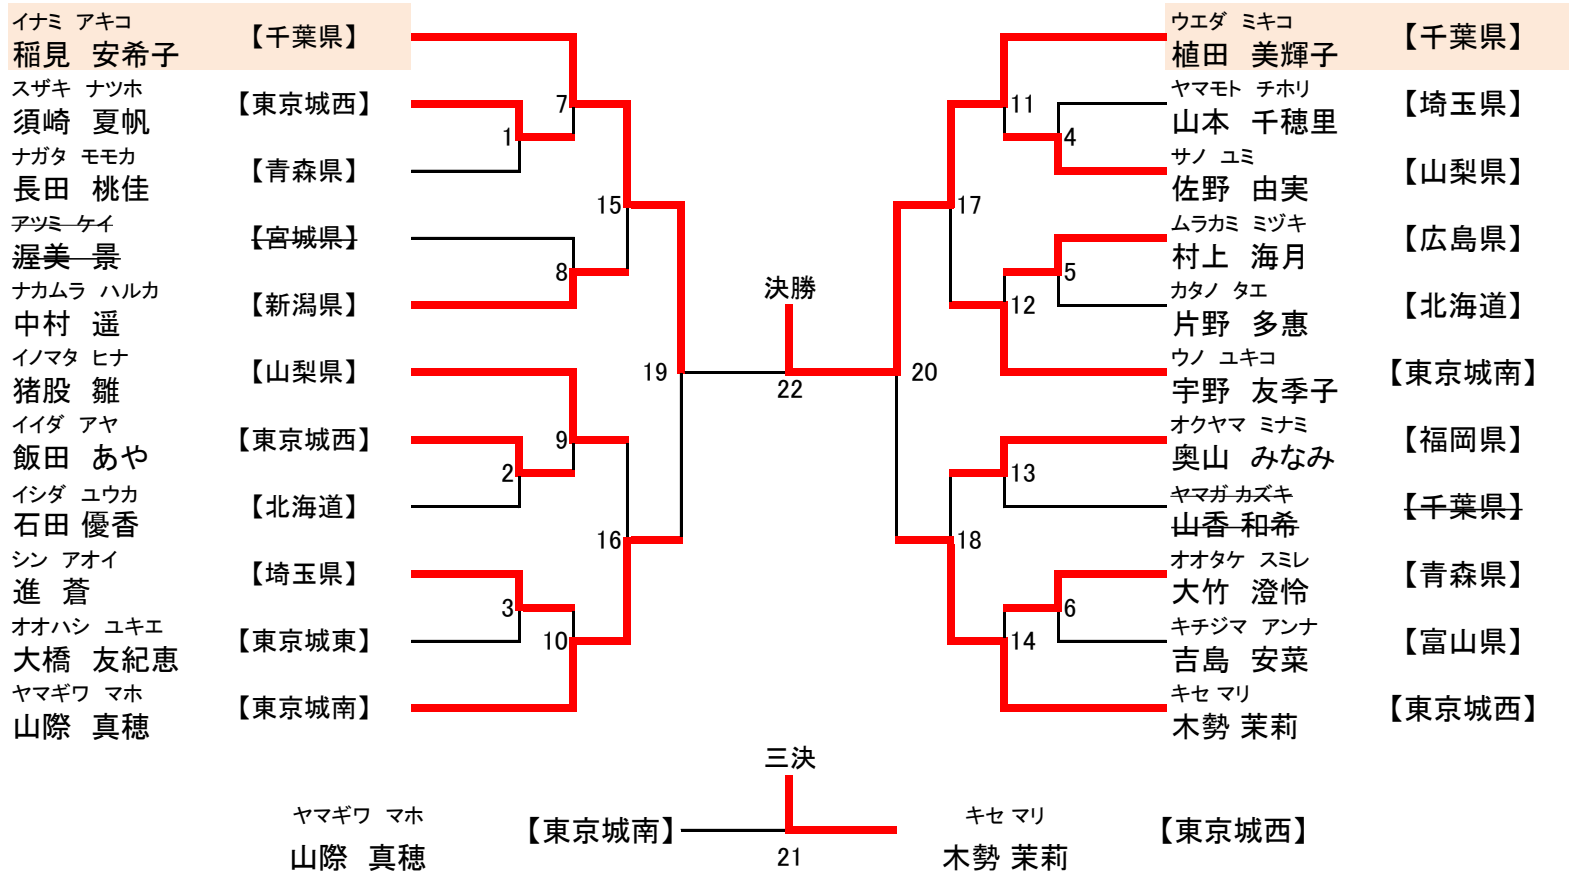 イナミ アキコ
稲見 安希子 【千葉県】
スザキ ナツホ
須崎 夏帆 【東京城西】
ナガタ モモカ
長田 桃佳 【青森県】
アツミ ケイ
渥美 景 【宮城県】
ナカムラ ハルカ
中村 遥 【新潟県】
イノマタ ヒナ
猪股 雛 【山梨県】
イイダ アヤ
飯田 あや 【東京城西】
イシダ ユウカ
石田 優香 【北海道】
シン アオイ
進 蒼 【埼玉県】
オオハシ ユキエ
大橋 友紀恵 【東京城東】
ヤマギワ マホ
山際 真穂 【東京城南】
1
2
3
7
8
9
10
15
16
19
決勝
22
20
17
18
11
12
13
14
4
5
6
ウエダ ミキコ
植田 美輝子 【千葉県】
ヤマモト チホリ
山本 千穂里 【埼玉県】
サノ ユミ
佐野 由実 【山梨県】
ムラカミ ミヅキ
村上 海月 【広島県】
カタノ タエ
片野 多惠 【北海道】
ウノ ユキコ
宇野 友季子 【東京城南】
オクヤマ ミナミ
奥山 みなみ 【福岡県】
ヤマガ カズキ
山香 和希 【千葉県】
オオタケ スミレ
大竹 澄怜 【青森県】
キチジマ アンナ
吉島 安菜 【富山県】
キセ マリ
木勢 茉莉 【東京城西】
三決
ヤマギワ マホ
山際 真穂 【東京城南】
21
キセ マリ
木勢 茉莉 【東京城西】